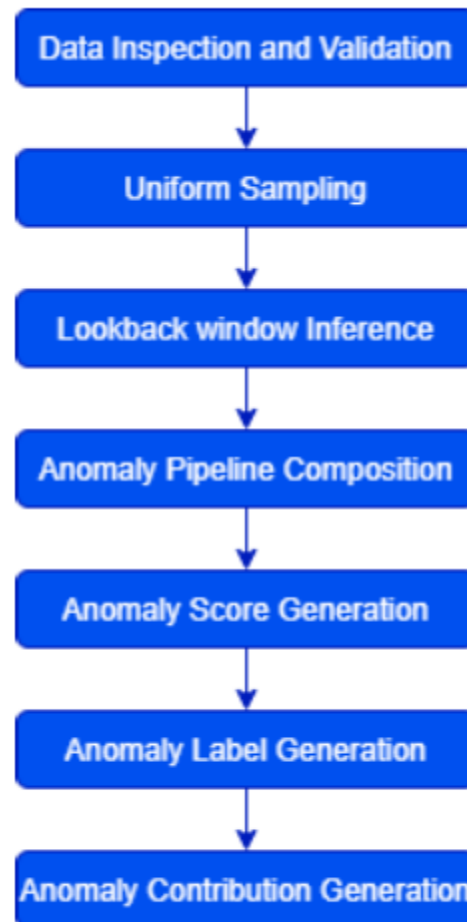 Data Inspection and Validation
Uniform Sampling
Lookback window Inference
Anomaly Pipeline Composition
Anomaly Score Generation
Anomaly Label Generation
Anomaly Contribution Generation